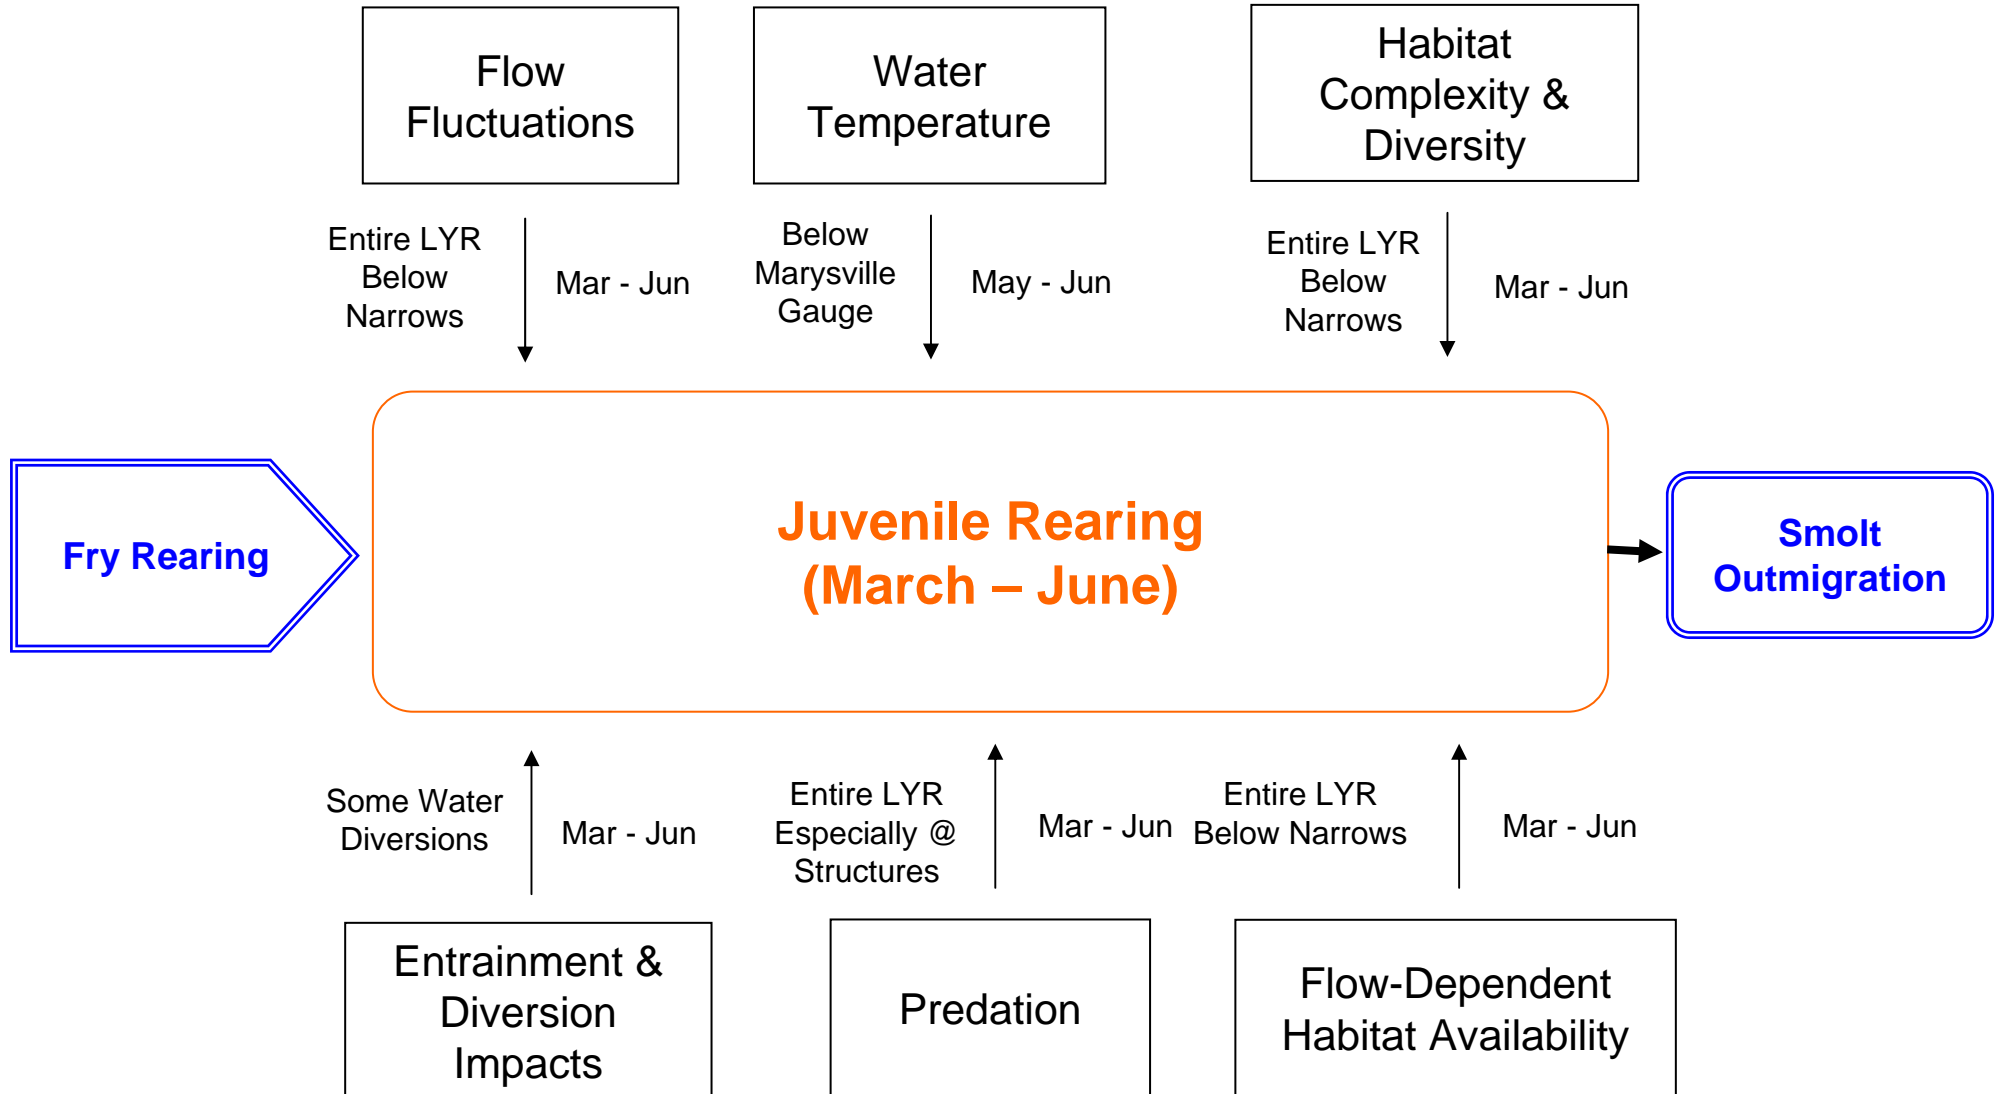 Flow
Fluctuations
Water
Temperature
Habitat
Complexity &
Diversity
Entire LYR
Below
Narrows
Mar - Jun
Below
Marysville
Gauge
May - Jun
Entire LYR
Below
Narrows
Mar - Jun
Fry Rearing
Juvenile Rearing
(March – June)
Smolt
Outmigration
Some Water
Diversions
Mar - Jun
Entire LYR
Especially @
Structures
Mar - Jun
Entire LYR
Below Narrows
Mar - Jun
Entrainment &
Diversion
Impacts
Predation
Flow-Dependent
Habitat Availability